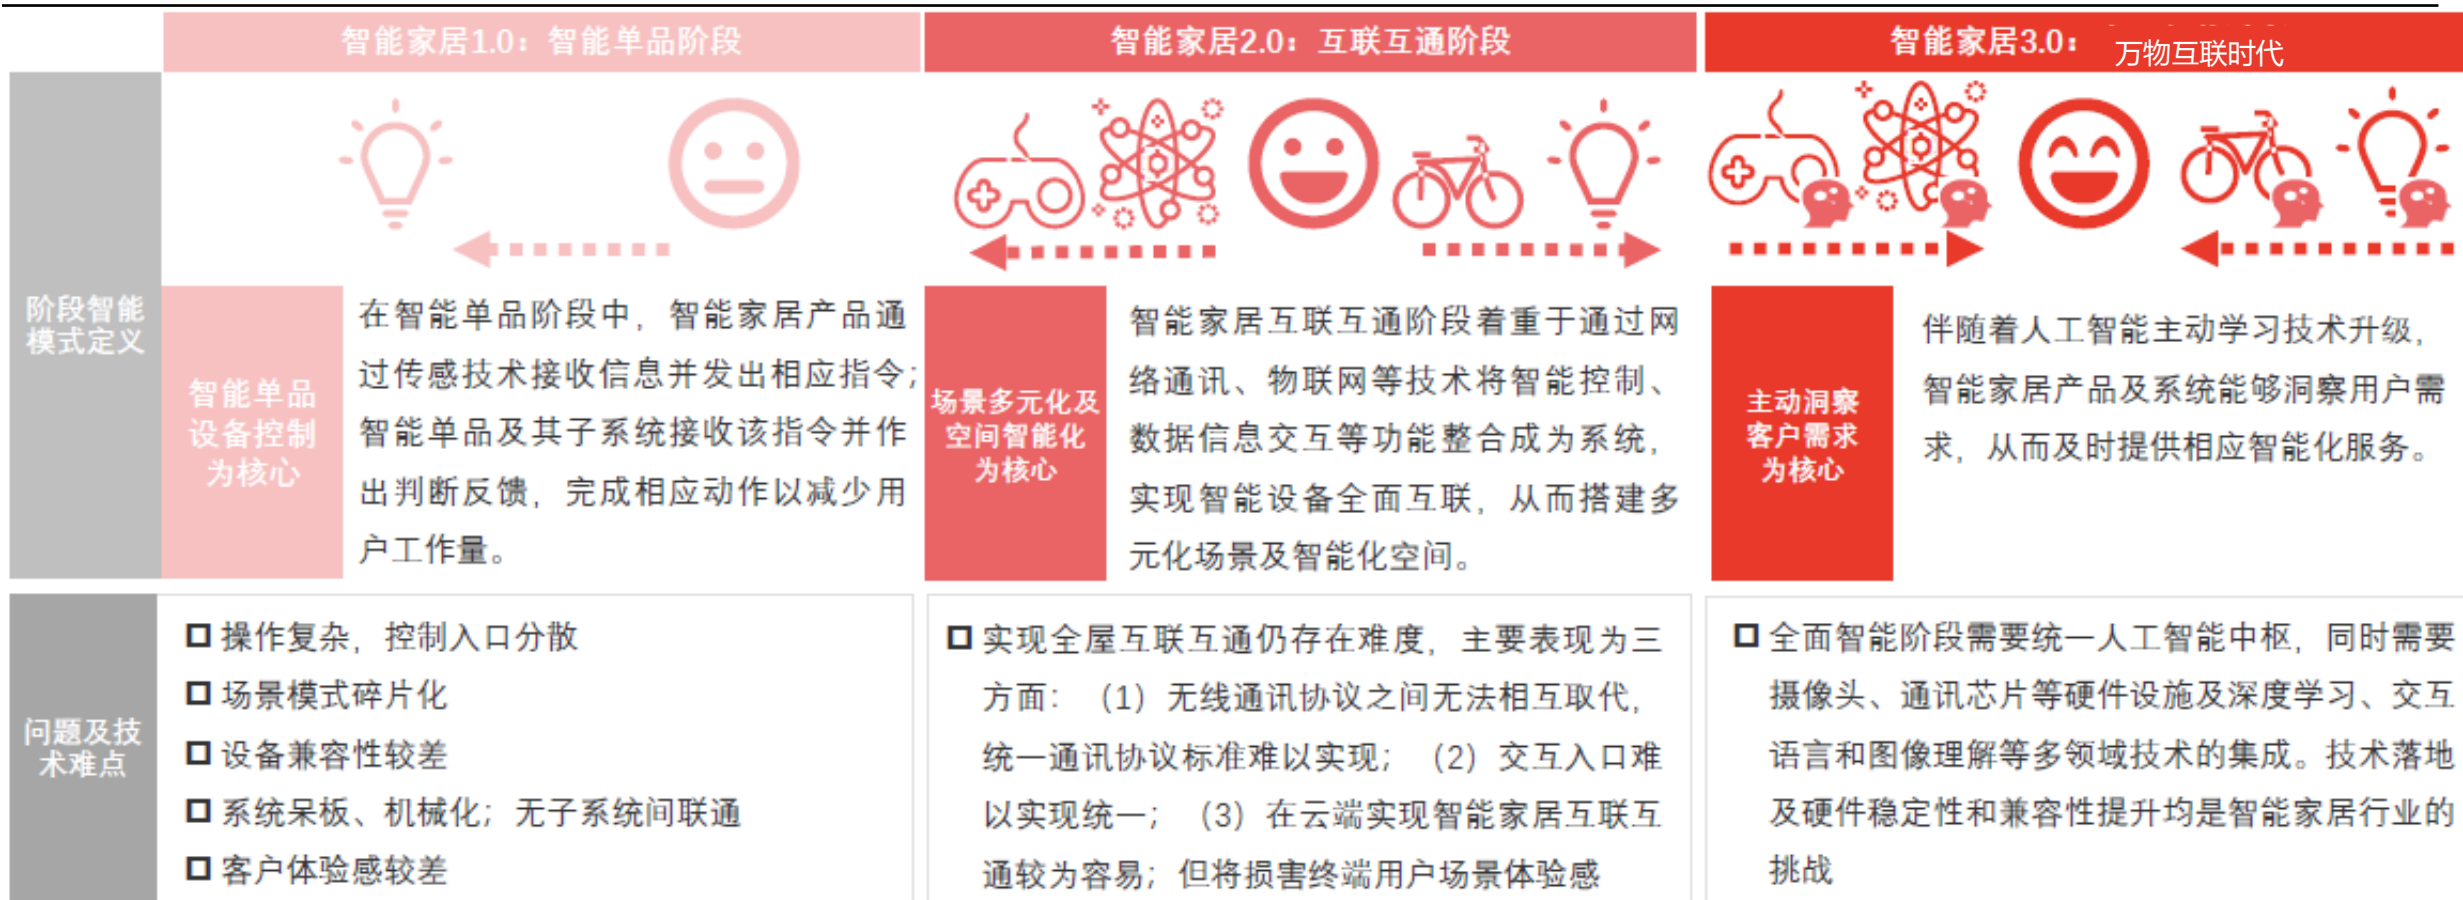 智能家居1.0：智能单品阶段
智能家居2.0：互联互通阶段
智能家居3.0：
万物互联时代
阶段智能
模式定义
智能单品
设备控制
为核心
在智能单品阶段中，智能家居产品通
过传感技术接收信息并发出相应指令；
智能单品及其子系统接收该指令并作
出判断反馈，完成相应动作以减少用
户工作量。
场景多元化及
空间智能化
为核心
智能家居互联互通阶段着重于通过网
络通讯、物联网等技术将智能控制、
数据信息交互等功能整合成为系统，
实现智能设备全面互联，从而搭建多
元化场景及智能化空间。
主动洞察
客户需求
为核心
伴随着人工智能主动学习技术升级，
智能家居产品及系统能够洞察用户需
求，从而及时提供相应智能化服务。
问题及技
术难点
操作复杂，控制入口分散
场景模式碎片化
设备兼容性较差
系统呆板、机械化；无子系统间联通
客户体验感较差
实现全屋互联互通仍存在难度，主要表现为三
方面：（1）无线通讯协议之间无法相互取代，
统一通讯协议标准难以实现；（2）交互入口难
以实现统一；（3）在云端实现智能家居互联互
通较为容易；但将损害终端用户场景体验感
全面智能阶段需要统一人工智能中枢，同时需要
摄像头、通讯芯片等硬件设施及深度学习、交互
语言和图像理解等多领域技术的集成。技术落地
及硬件稳定性和兼容性提升均是智能家居行业的
挑战